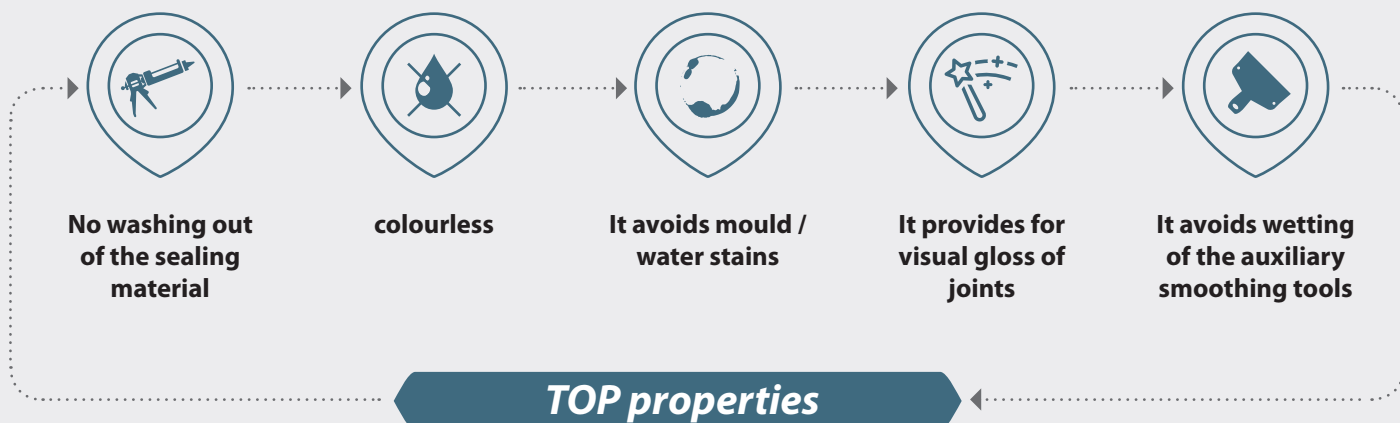 No washing out
of the sealing
material
colourless
It avoids mould /
water stains
It provides for
visual gloss of
joints
It avoids wetting
of the auxiliary
smoothing tools
TOP properties